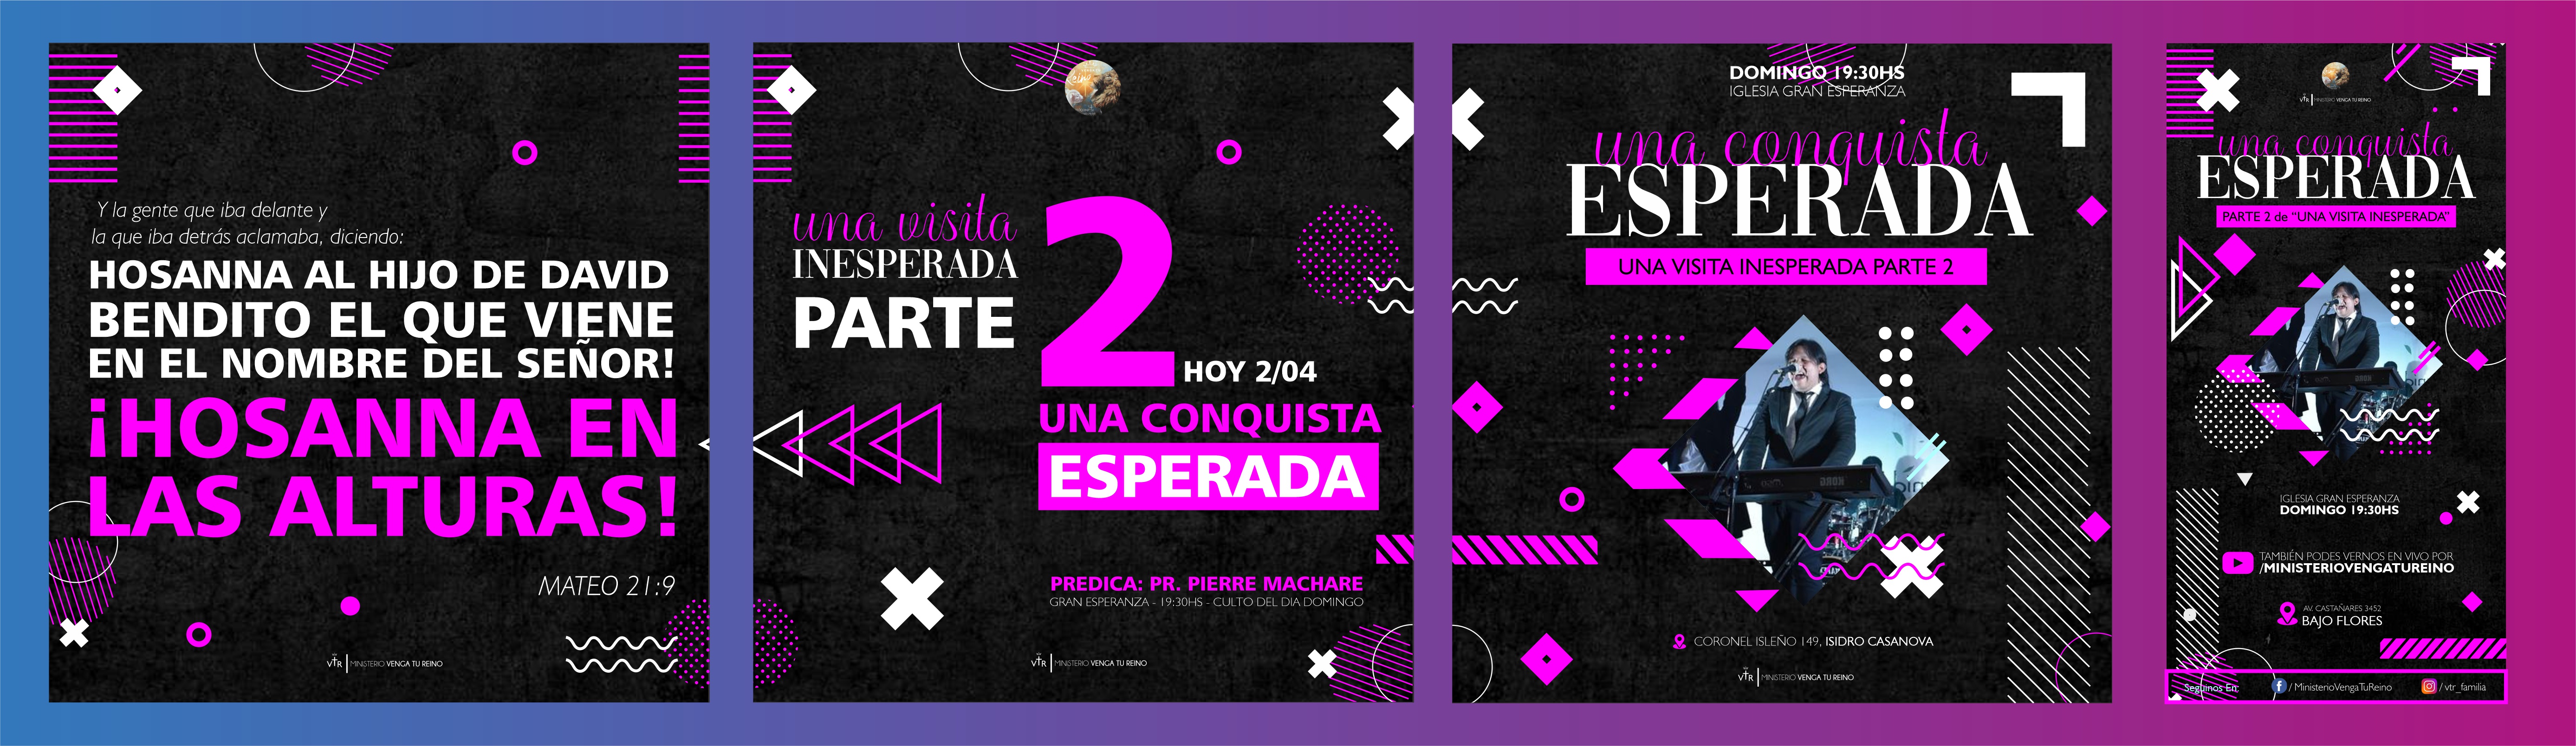 Y la gente que iba delante y
la que iba detrás aclamaba, diciendo:
HOSANNA AL HIJO DE DAVID
BENDITO EL QUE VIENE
EN EL NOMBRE DEL SEÑOR!
¡HOSANNA EN
LAS ALTURAS!
MATEO 21:9
VTR | MINISTERIO VENGA TU REINO
Reino
una visita
INESPERADA
PARTE
2
HOY 2/04
UNA CONQUISTA
ESPERADA
PREDICA: PR. PIERRE MACHARE
GRAN ESPERANZA - 19:30HS - CULTO DEL DIA DOMINGO
VTR | MINISTERIO VENGA TU REINO
DOMINGO 19:30HS
IGLESIA GRAN ESPERANZA
una conquista
ESPERADA
UNA VISITA INESPERADA PARTE 2
KORG
CORONEL ISLEÑO 149, ISIDRO CASANOVA
VTR | MINISTERIO VENGA TU REINO
VTR | MINISTERIO VENGA TU REINO
una conquista
ESPERADA
PARTE 2 de “UNA VISITA INESPERADA”
KORG
IGLESIA GRAN ESPERANZA
DOMINGO 19:30HS
TAMBIÉN PODES VERNOS EN VIVO POR
/MINISTERIOVENGATUREINO
AV. CASTAÑARES 3452
BAJO FLORES
Seguinos En:
/ MinisterioVengaTuReino
/ vtr_familia